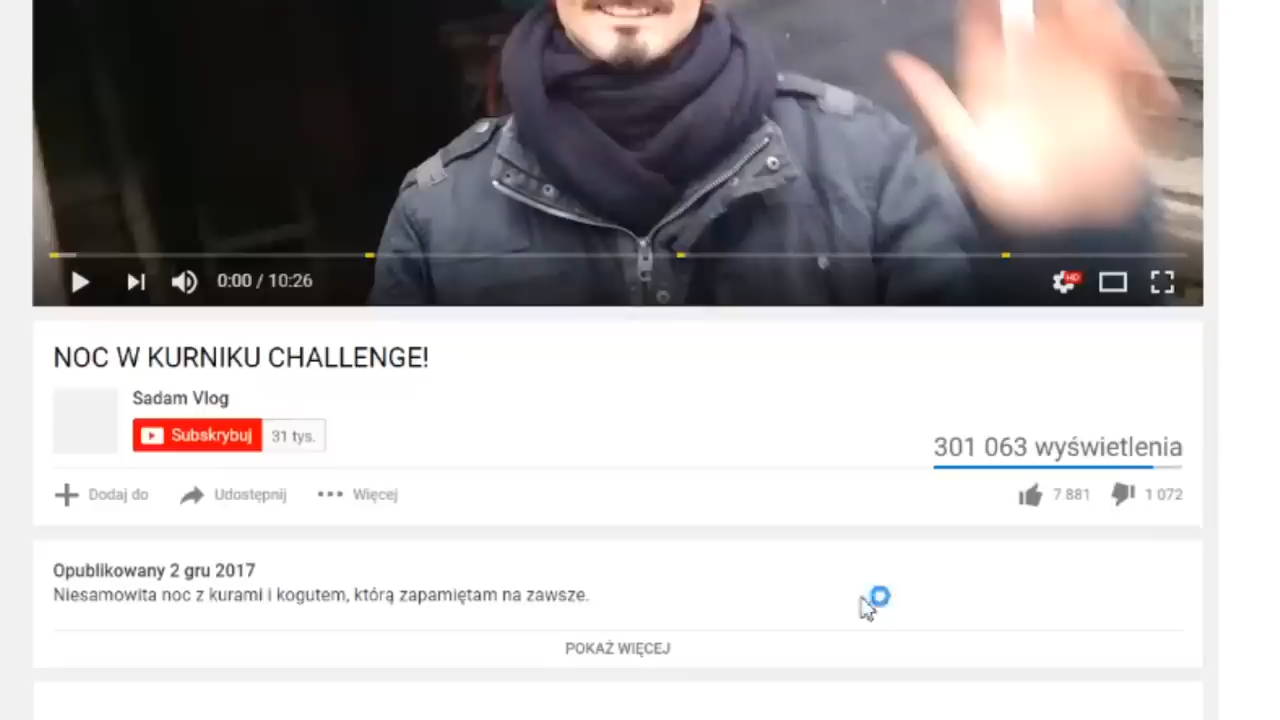 0:00 / 10:26
HD
NOC W KURNIKU CHALLENGE!
Sadam Vlog
Subskrybuj 31 tys.
301 063 wyświetlenia
Dodaj do Udostępnij Więcej
7 881 1 072
Opublikowany 2 gru 2017
Niesamowita noc z kurami i kogutem, którą zapamiętam na zawsze.
POKAŻ WIĘCEJ